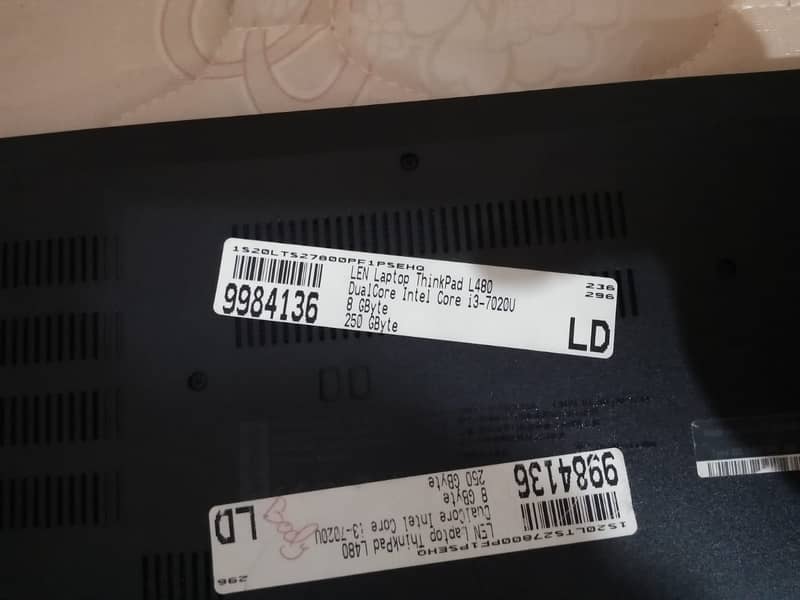 1S20LTS27800PF1PSEHQ
LEN Laptop ThinkPad L480
DualCore Intel Core i3-7020U
8 GByte
250 GByte
9984136
236
296
LD
9984136
250 GByte
8 GByte
DualCore Intel Core i3-7020U
LEN Laptop ThinkPad L480
1S20LTS27800PF1PSEHQ
LD
Body
296